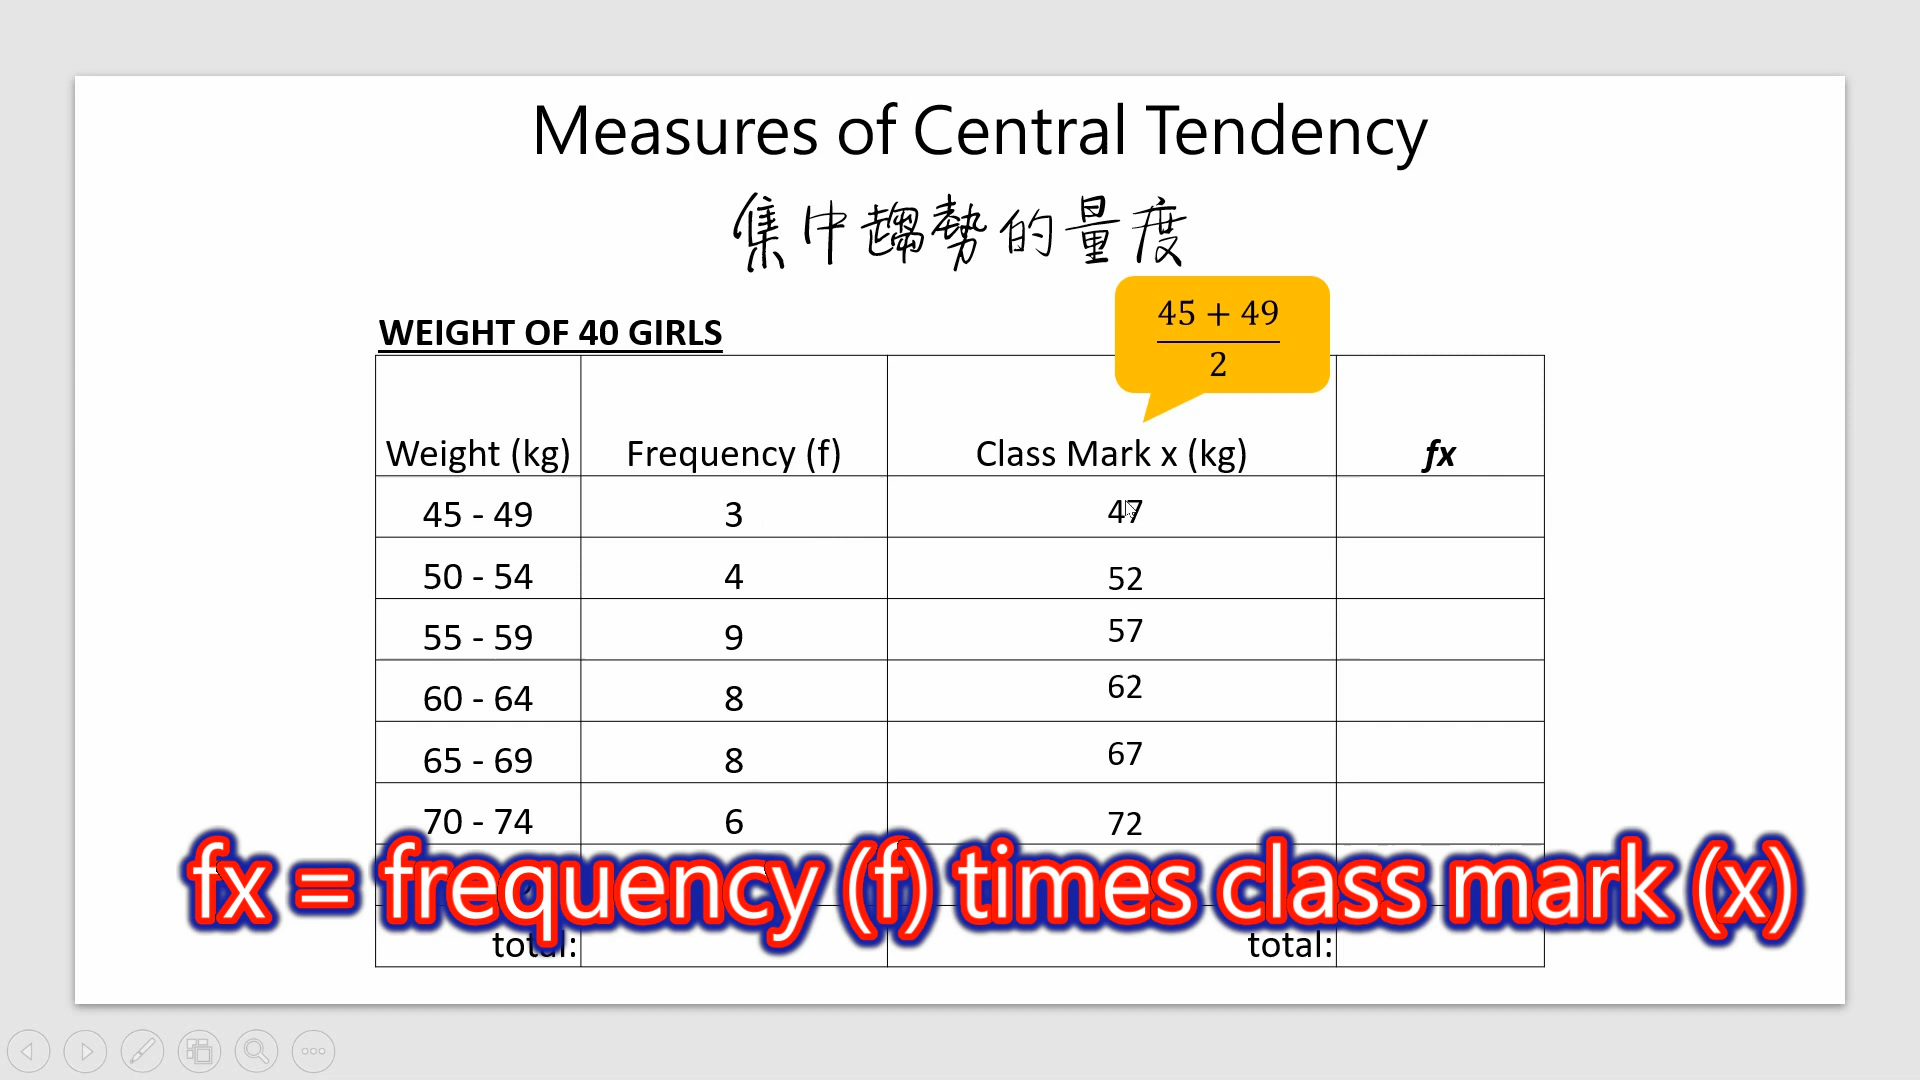 Measures of Central Tendency
集中趨勢的量度
45 + 49
2
WEIGHT OF 40 GIRLS
Weight (kg) Frequency (f) Class Mark x (kg) fx
45 - 49 3 47
50 - 54 4 52
55 - 59 9 57
60 - 64 8 62
65 - 69 8 67
70 - 74 6 72
fx = frequency (f) times class mark (x)
total: total: